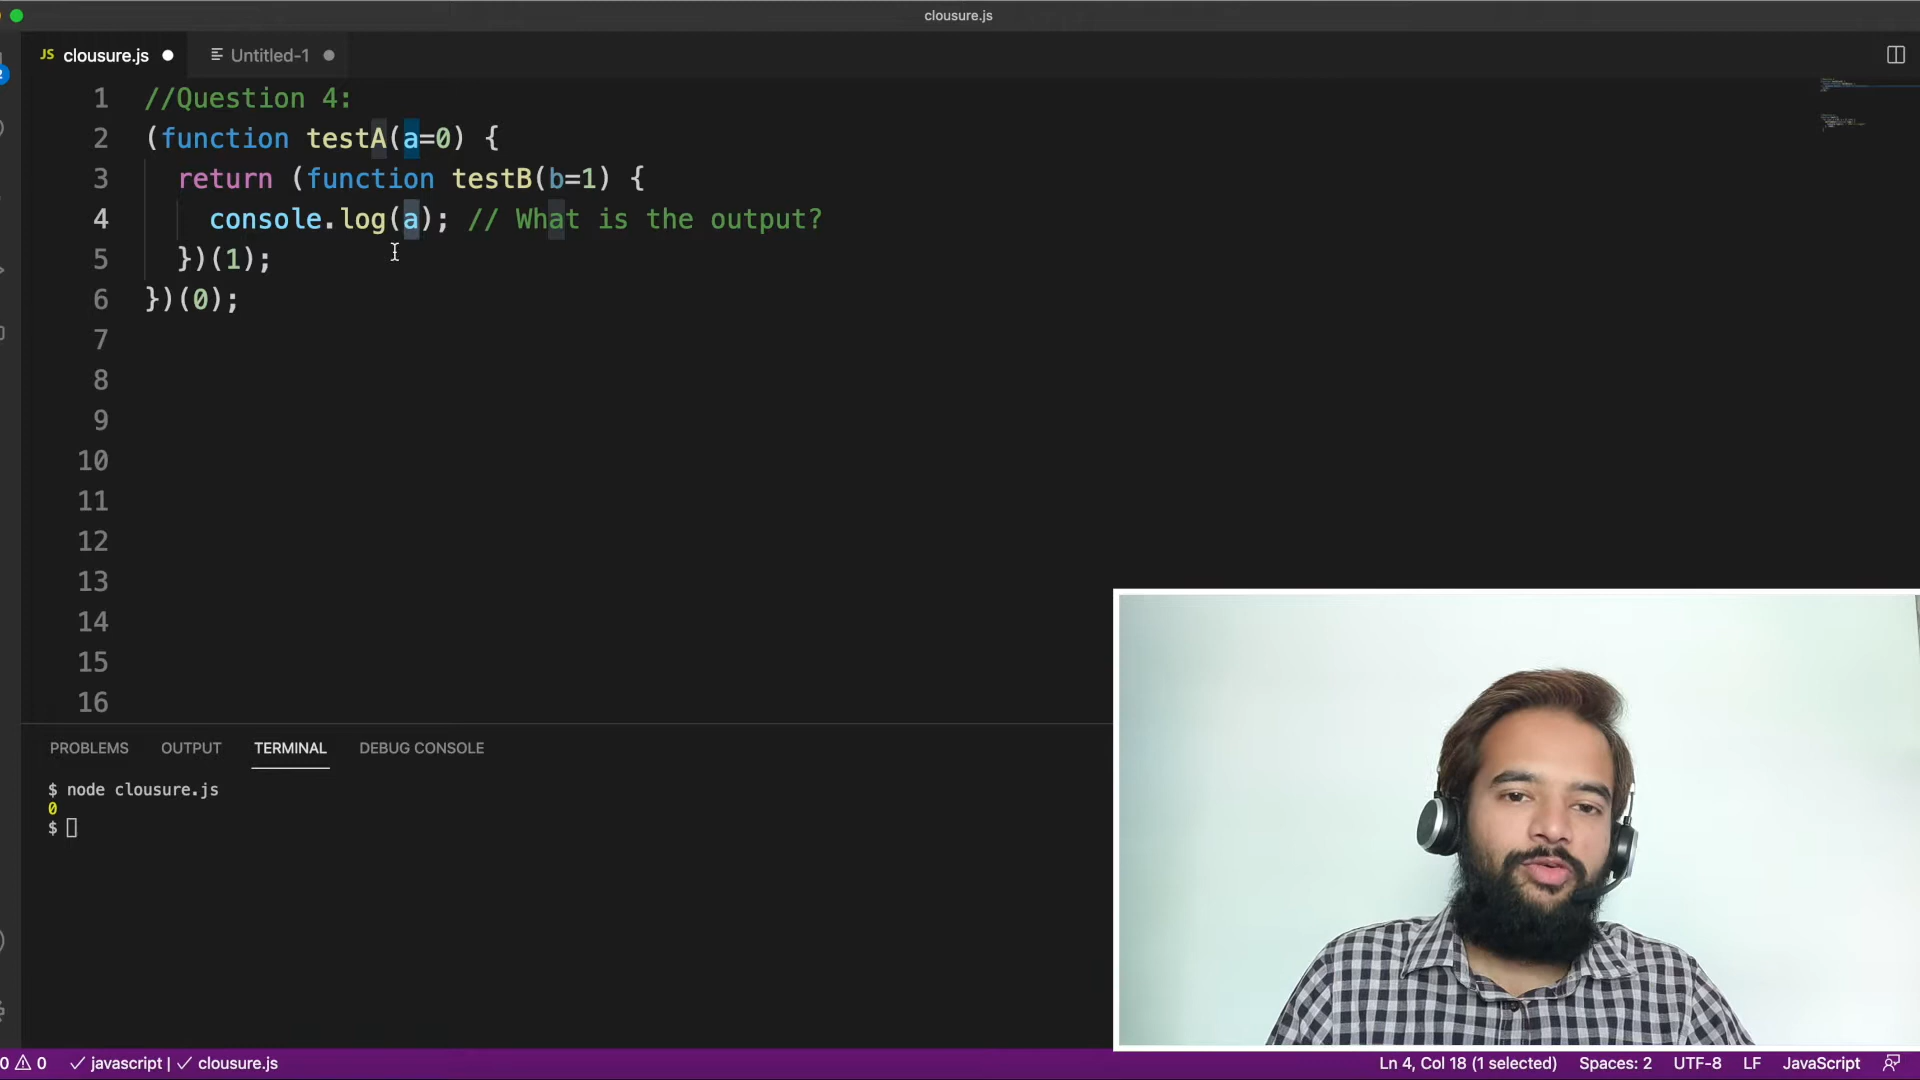 clousure.js
JS clousure.js
Untitled-1
1 //Question 4:
2 (function testA(a=0) {
3 return (function testB(b=1) {
4 console.log(a); // What is the output?
5 })(1);
6 })(0);
7
8
9
10
11
12
13
14
15
16
PROBLEMS OUTPUT TERMINAL DEBUG CONSOLE
$ node clousure.js
0
$
0 0 javascript | clousure.js Ln 4, Col 18 (1 selected) Spaces: 2 UTF-8 LF JavaScript